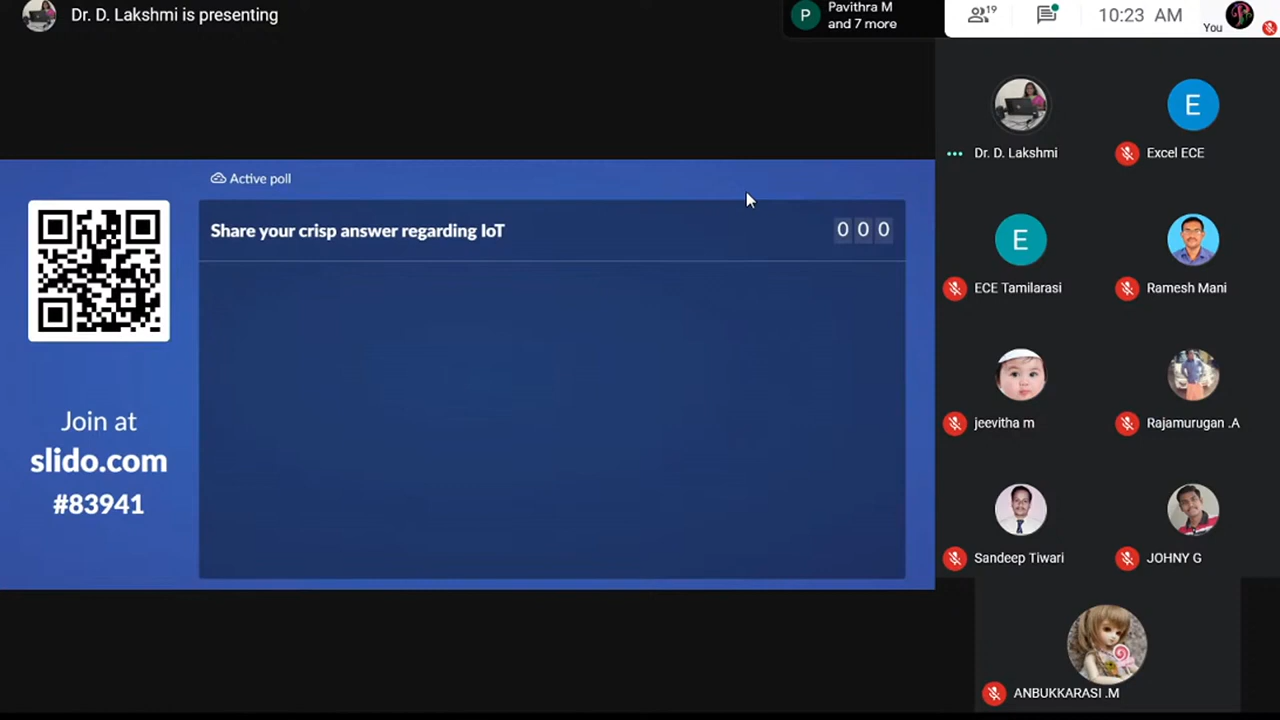 Dr. D. Lakshmi is presenting
P
Pavithra M
and 7 more
19
10:23 AM
You
Active poll
Share your crisp answer regarding IoT
0 0 0
Join at
slido.com
#83941
Dr. D. Lakshmi
E
Excel ECE
E
ECE Tamilarasi
Ramesh Mani
jeevitha m
Rajamurugan .A
Sandeep Tiwari
JOHNY G
ANBUKKARASI .M